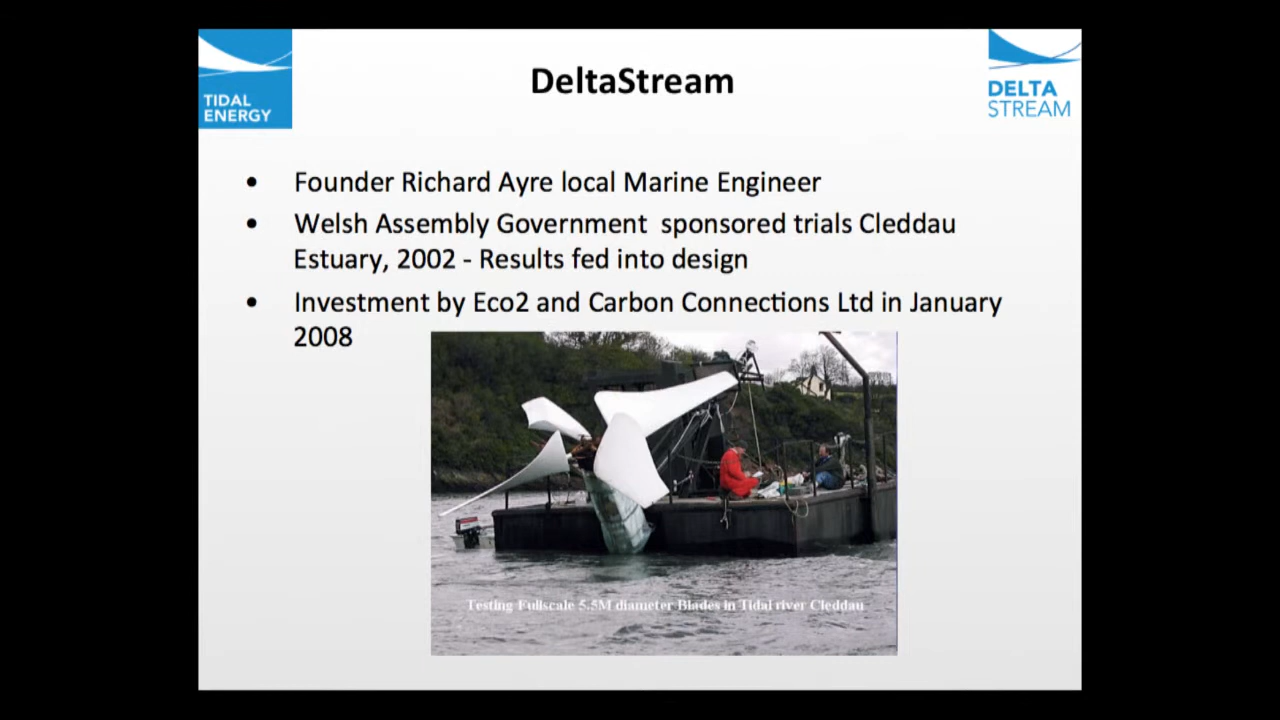 TIDAL
ENERGY
DeltaStream
DELTA
STREAM
• Founder Richard Ayre local Marine Engineer
• Welsh Assembly Government  sponsored trials Cleddau
Estuary, 2002 - Results fed into design
• Investment by Eco2 and Carbon Connections Ltd in January
2008
Testing Fullscale 5.5M diameter Blades in Tidal river Cleddau